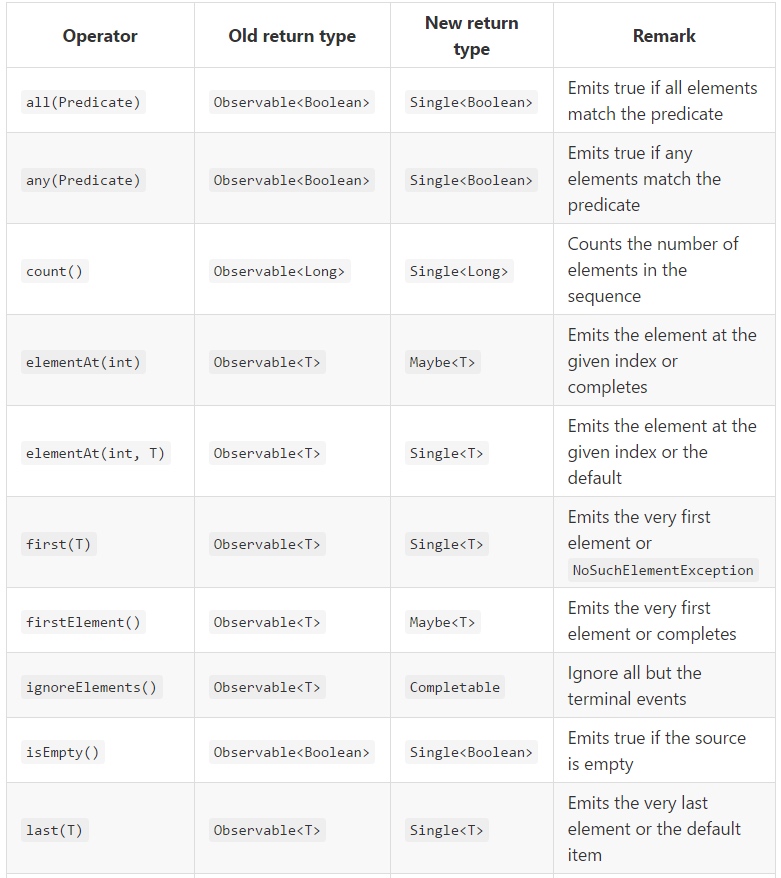 Operator Old return type New return
type Remark
all(Predicate) Observable<Boolean> Single<Boolean> Emits true if all elements
match the predicate
any(Predicate) Observable<Boolean> Single<Boolean> Emits true if any
elements match the
predicate
count() Observable<Long> Single<Long> Counts the number of
elements in the
sequence
elementAt(int) Observable<T> Maybe<T> Emits the element at the
given index or
completes
elementAt(int, T) Observable<T> Single<T> Emits the element at the
given index or the
default
first(T) Observable<T> Single<T> Emits the very first
element or
NoSuchElementException
firstElement() Observable<T> Maybe<T> Emits the very first
element or completes
ignoreElements() Observable<T> Completable Ignore all but the
terminal events
isEmpty() Observable<Boolean> Single<Boolean> Emits true if the source
is empty
last(T) Observable<T> Single<T> Emits the very last
element or the default
item